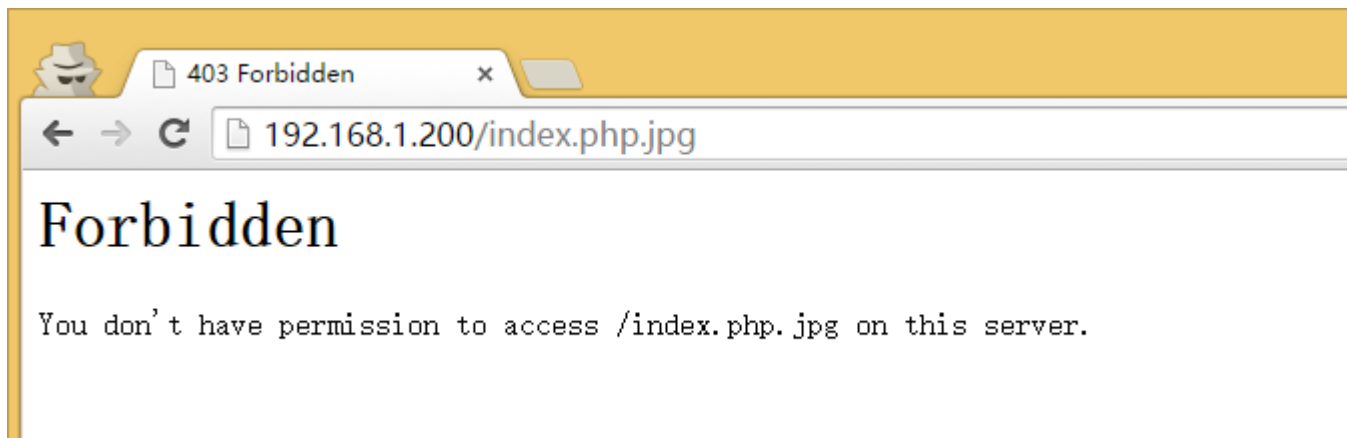 403 Forbidden
192.168.1.200/index.php.jpg
Forbidden
You don't have permission to access /index.php.jpg on this server.